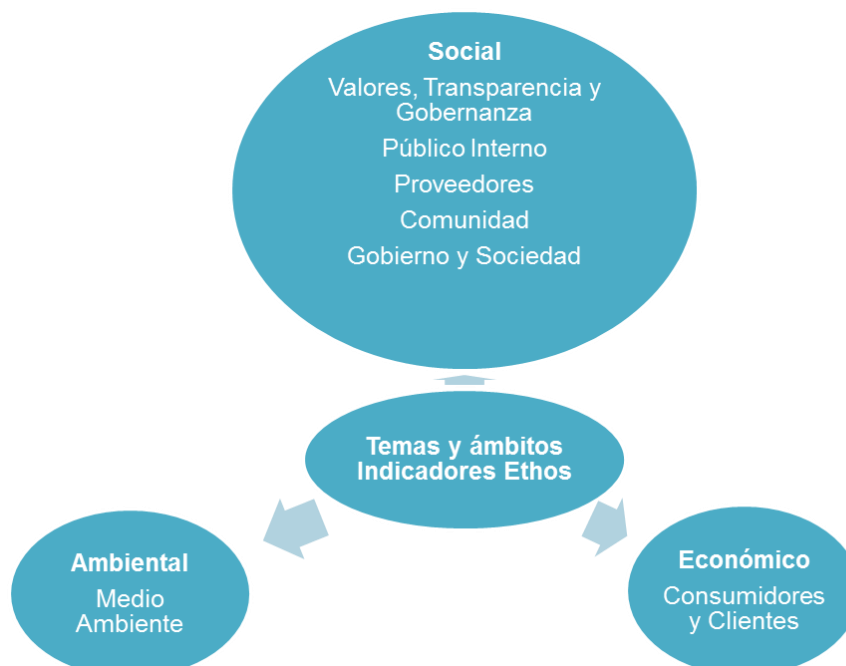 Social
Valores, Transparencia y
Gobernanza
Público Interno
Proveedores
Comunidad
Gobierno y Sociedad
Temas y ámbitos
Indicadores Ethos
Ambiental
Medio
Ambiente
Económico
Consumidores
y Clientes